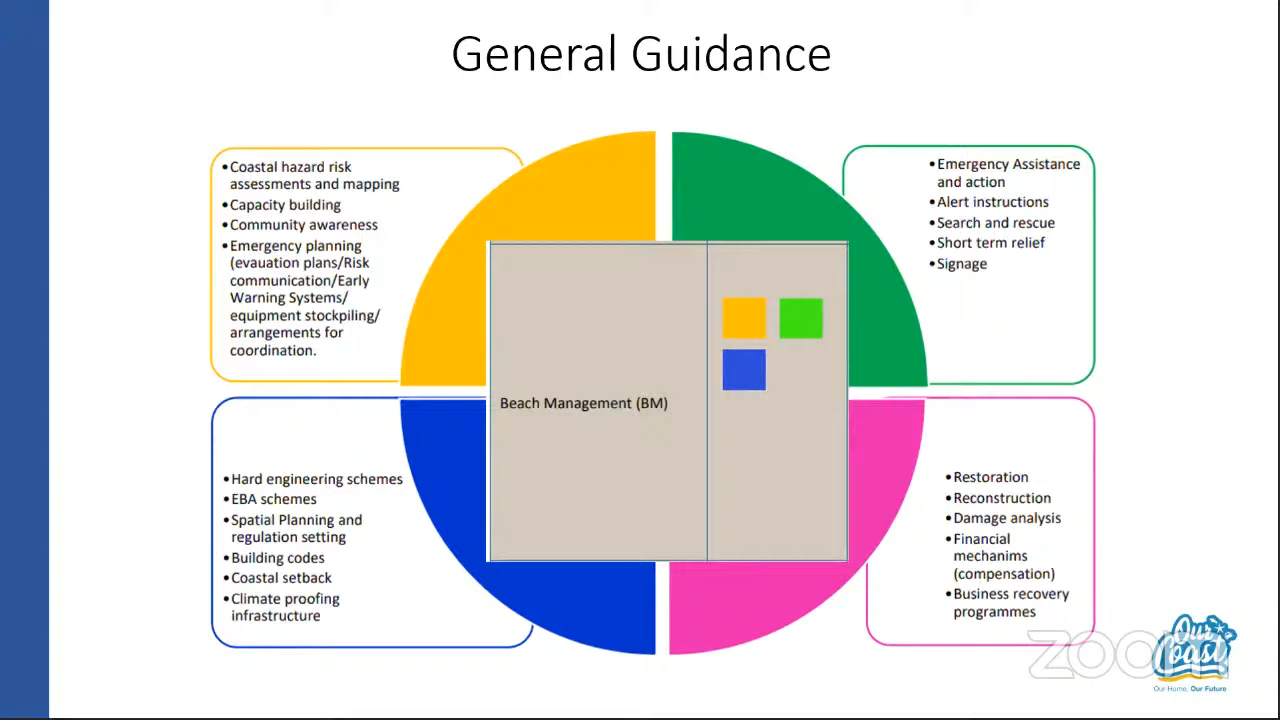 General Guidance
•Coastal hazard risk
assessments and mapping
•Capacity building
•Community awareness
•Emergency planning
(evauation plans/Risk
communication/Early
Warning Systems/
equipment stockpiling/
arrangements for
coordination.
•Emergency Assistance
and action
•Alert instructions
•Search and rescue
•Short term relief
•Signage
Beach Management (BM)
•Hard engineering schemes
•EBA schemes
•Spatial Planning and
regulation setting
•Building codes
•Coastal setback
•Climate proofing
infrastructure
•Restoration
•Reconstruction
•Damage analysis
•Financial
mechanims
(compensation)
•Business recovery
programmes
zoom
Our
Coast
Our Home, Our Future